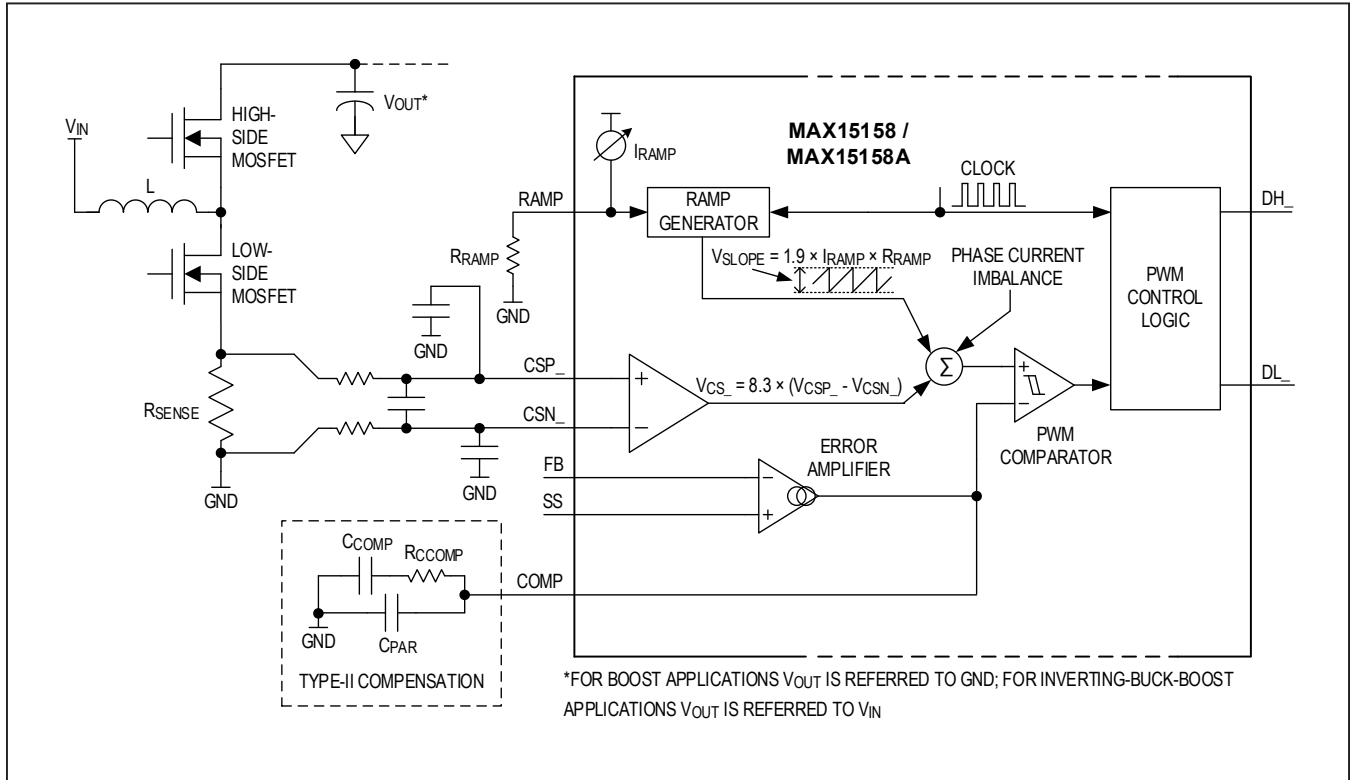 VOUT*
HIGH-
SIDE
MOSFET
VIN
L
LOW-
SIDE
MOSFET
RSENSE
GND
RRAMP
GND
GND
GND
RAMP
CSP_
CSN_
FB
SS
COMP
IRAMP
MAX15158 /
MAX15158A
CLOCK
RAMP
GENERATOR
VSLOPE = 1.9 × IRAMP × RRAMP
PHASE CURRENT
IMBALANCE
PWM
CONTROL
LOGIC
DH_
DL_
Σ
+
-
VCS_ = 8.3 × (VCSP_ - VCSN_)
+
-
PWM
COMPARATOR
ERROR
AMPLIFIER
-
+
CCOMP
RCCOMP
GND
CPAR
TYPE-II COMPENSATION
*FOR BOOST APPLICATIONS VOUT IS REFERRED TO GND; FOR INVERTING-BUCK-BOOST
APPLICATIONS VOUT IS REFERRED TO VIN